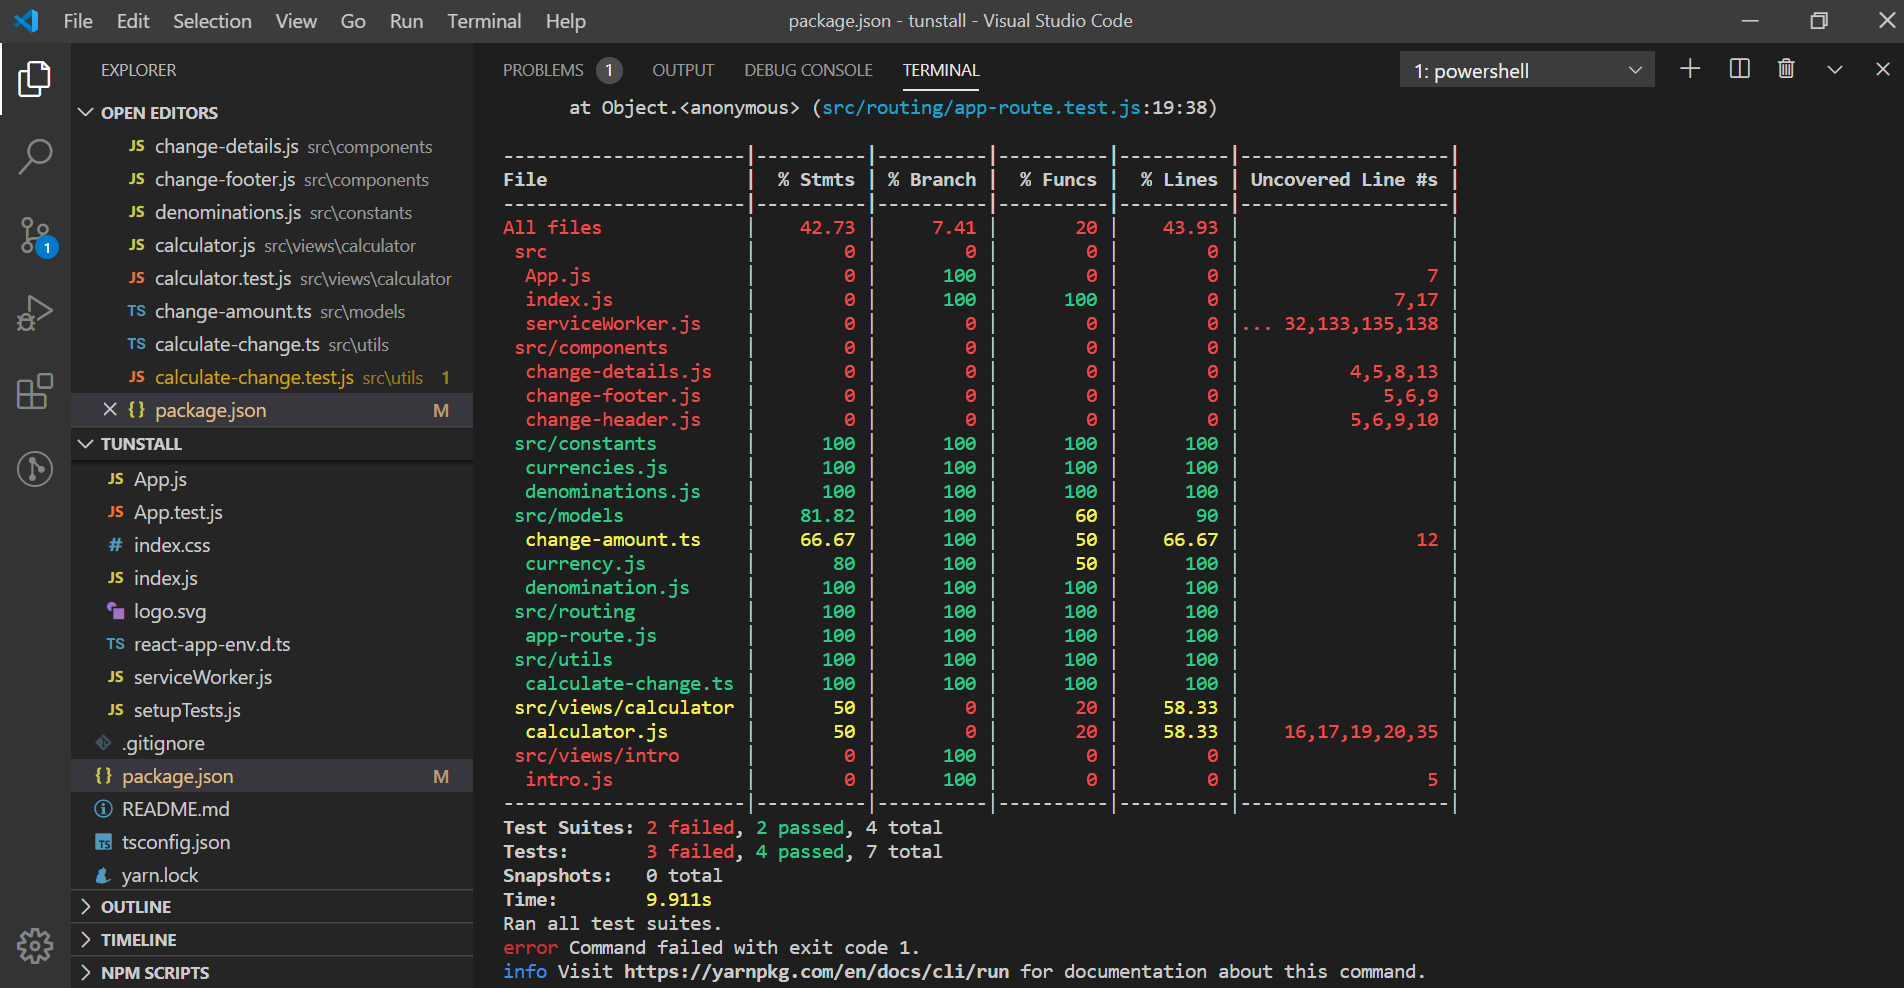 File Edit Selection View Go Run Terminal Help package.json - tunstall - Visual Studio Code
EXPLORER
OPEN EDITORS
JS change-details.js src\components
JS change-footer.js src\components
JS denominations.js src\constants
JS calculator.js src\views\calculator
JS calculator.test.js src\views\calculator
TS change-amount.ts src\models
TS calculate-change.ts src\utils
JS calculate-change.test.js src\utils 1
{} package.json M
TUNSTALL
JS App.js
JS App.test.js
# index.css
JS index.js
logo.svg
TS react-app-env.d.ts
JS serviceWorker.js
JS setupTests.js
.gitignore
{} package.json M
README.md
TS tsconfig.json
yarn.lock
OUTLINE
TIMELINE
NPM SCRIPTS
1
PROBLEMS 1 OUTPUT DEBUG CONSOLE TERMINAL 1: powershell
at Object.<anonymous> (src/routing/app-route.test.js:19:38)
----------------------|----------|----------|----------|----------|-------------------|
File | % Stmts | % Branch | % Funcs | % Lines | Uncovered Line #s |
----------------------|----------|----------|----------|----------|-------------------|
All files | 42.73 | 7.41 | 20 | 43.93 | |
src | 0 | 0 | 0 | 0 | |
App.js | 0 | 100 | 0 | 0 | 7 |
index.js | 0 | 100 | 100 | 0 | 7,17 |
serviceWorker.js | 0 | 0 | 0 | 0 |... 32,133,135,138 |
src/components | 0 | 0 | 0 | 0 | |
change-details.js | 0 | 0 | 0 | 0 | 4,5,8,13 |
change-footer.js | 0 | 0 | 0 | 0 | 5,6,9 |
change-header.js | 0 | 0 | 0 | 0 | 5,6,9,10 |
src/constants | 100 | 100 | 100 | 100 | |
currencies.js | 100 | 100 | 100 | 100 | |
denominations.js | 100 | 100 | 100 | 100 | |
src/models | 81.82 | 100 | 60 | 90 | |
change-amount.ts | 66.67 | 100 | 50 | 66.67 | 12 |
currency.js | 80 | 100 | 50 | 100 | |
denomination.js | 100 | 100 | 100 | 100 | |
src/routing | 100 | 100 | 100 | 100 | |
app-route.js | 100 | 100 | 100 | 100 | |
src/utils | 100 | 100 | 100 | 100 | |
calculate-change.ts | 100 | 100 | 100 | 100 | |
src/views/calculator | 50 | 0 | 20 | 58.33 | |
calculator.js | 50 | 0 | 20 | 58.33 | 16,17,19,20,35 |
src/views/intro | 0 | 100 | 0 | 0 | |
intro.js | 0 | 100 | 0 | 0 | 5 |
----------------------|----------|----------|----------|----------|-------------------|
Test Suites: 2 failed, 2 passed, 4 total
Tests: 3 failed, 4 passed, 7 total
Snapshots: 0 total
Time: 9.911s
Ran all test suites.
error Command failed with exit code 1.
info Visit https://yarnpkg.com/en/docs/cli/run for documentation about this command.